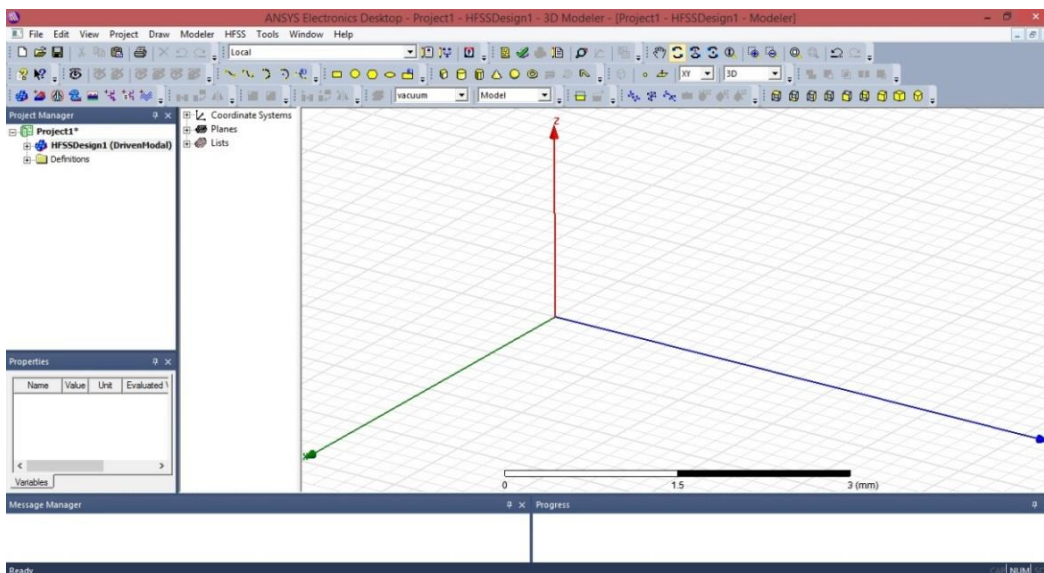 ANSYS Electronics Desktop - Project1 - HFSSDesign1 - 3D Modeler - [Project1 - HFSSDesign1 - Modeler]
File Edit View Project Draw Modeler HFSS Tools Window Help
Local
XY 3D
vacuum Model
Project Manager
Project1*
HFSSDesign1 (DrivenModal)
Definitions
Coordinate Systems
Planes
Lists
Z
X
0 1.5 3 (mm)
Properties
Name Value Unit Evaluated V
Variables
Message Manager
Progress
Ready
NUM